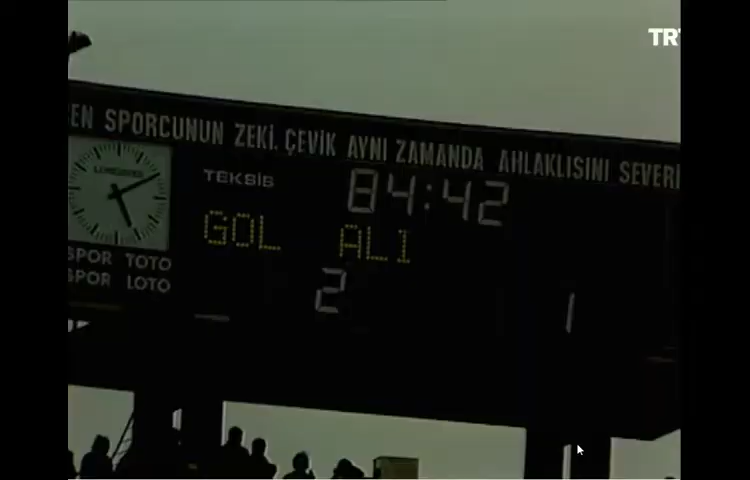 TRT
EN SPORCUNUN ZEKİ, ÇEVİK AYNI ZAMANDA AHLAKLISINI SEVERİ
LONGINES
TEKSİB
84:42
GOL ALI
SPOR TOTO
SPOR LOTO
2
1